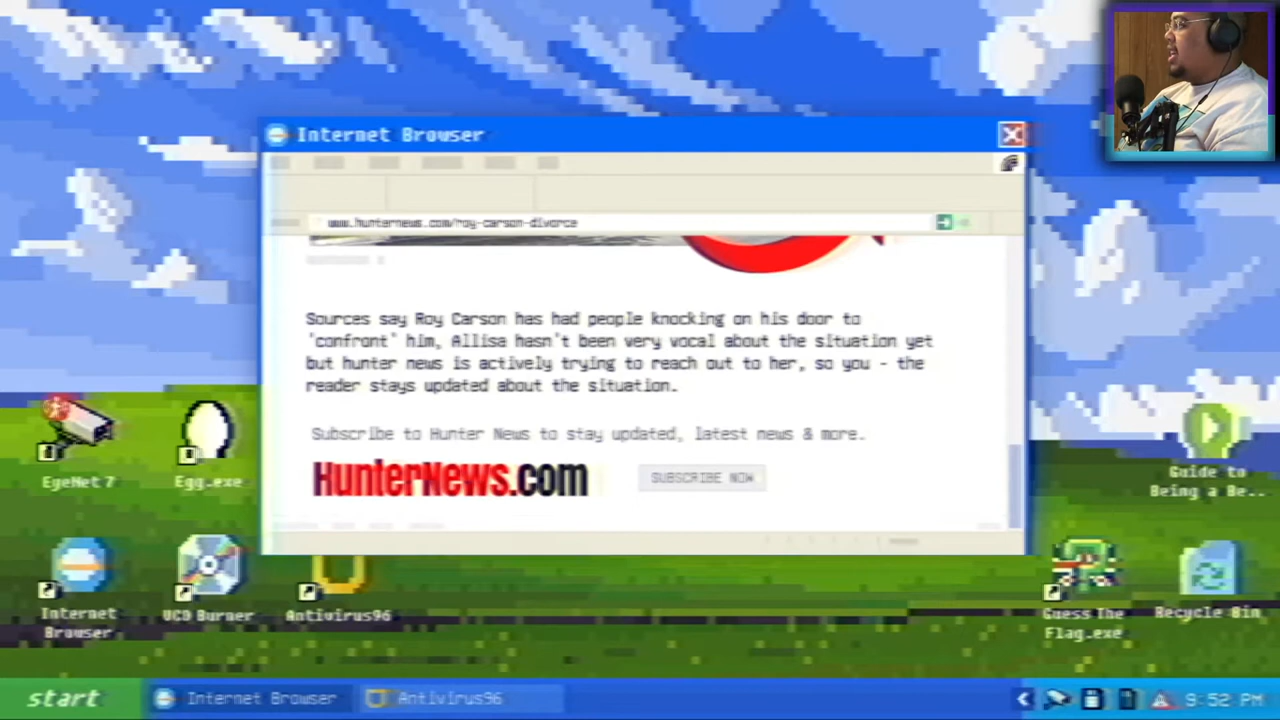 Internet Browser
www.hunternews.com/roy-carson-divorce
Sources say Roy Carson has had people knocking on his door to
'confront' him, Allisa hasn't been very vocal about the situation yet
but hunter news is actively trying to reach out to her, so you - the
reader stays updated about the situation.
Subscribe to Hunter News to stay updated, latest news & more.
HunterNews.com
SUBSCRIBE NOW
EyeNet 7
Egg.exe
Guide to
Being a Be..
Internet
Browser
VCD Burner
Antivirus96
Guess The
Flag.exe
Recycle Bin
start
Internet Browser
Antivirus96
9:52 PM